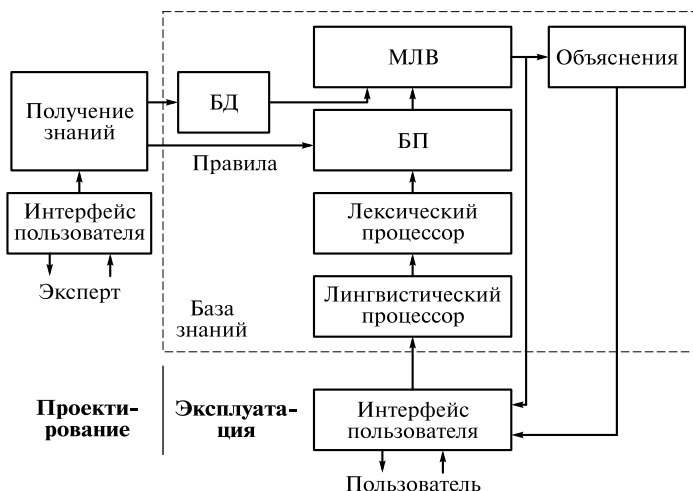 МЛВ
Объяснения
Получение
знаний
БД
БП
Правила
Интерфейс
пользователя
Лексический
процессор
Эксперт
Лингвистический
процессор
База
знаний
Проекти-
рование
Эксплуата-
ция
Интерфейс
пользователя
Пользователь